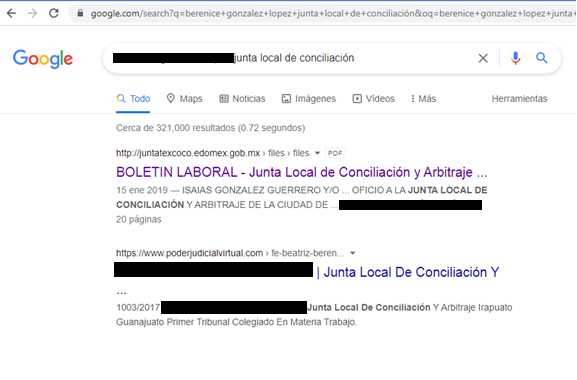 google.com/search?q=berenice+gonzalez+lopez+junta+local+de+conciliación&oq=berenice+gonzalez+lopez+junta+
Google
junta local de conciliación
Todo Maps Noticias Imágenes Vídeos Más Herramientas
Cerca de 321,000 resultados (0.72 segundos)
http://juntatexcoco.edomex.gob.mx › files › files PDF
BOLETIN LABORAL - Junta Local de Conciliación y Arbitraje ...
15 ene 2019 — ISAIAS GONZALEZ GUERRERO Y/O ... OFICIO A LA JUNTA LOCAL DE
CONCILIACIÓN Y ARBITRAJE DE LA CIUDAD DE ...
20 páginas
https://www.poderjudicialvirtual.com › fe-beatriz-beren...
| Junta Local De Conciliación Y
...
1003/2017 Junta Local De Conciliación Y Arbitraje Irapuato
Guanajuato Primer Tribunal Colegiado En Materia Trabajo.